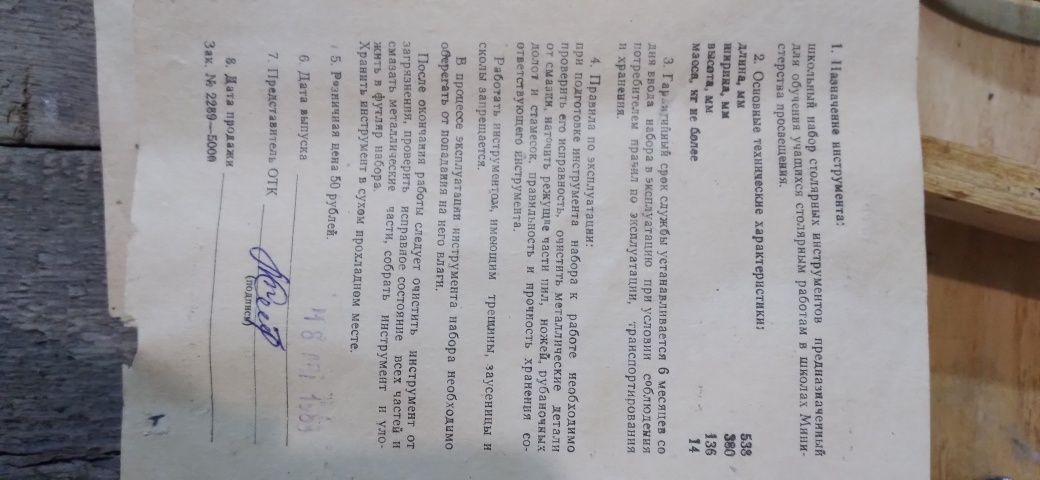 1. Назначение инструмента:
школьный набор столярных инструментов предназначенный
для обучения учащихся столярным работам в школах Мини-
стерства просвещения.
2. Основные технические характеристики:
длина, мм 538
ширина, мм 380
высота, мм 136
масса, кг не более 14
3. Гарантийный срок службы устанавливается 6 месяцев со
дня ввода набора в эксплуатацию при условии соблюдения
потребителем правил по эксплуатации, транспортирования
и хранения.
4. Правила по эксплуатации:
при подготовке инструмента набора к работе необходимо
проверить его исправность, очистить металлические детали
от смазки, наточить режущие части пил, ножей, рубаночных
долот и стамесок, правильность и прочность хранения со-
ответствующего инструмента.
Работать инструментом, имеющим трещины, заусенцы и
сколы запрещается.
В процессе эксплуатации инструмента набора необходимо
оберегать от попадания на него влаги.
После окончания работы следует очистить инструмент от
загрязнения, проверить исправное состояние всех частей и
смазать металлические части, собрать инструмент и уло-
жить в футляр набора.
Хранить инструмент в сухом прохладном месте.
5. Розничная цена 50 рублей.
6. Дата выпуска
7. Представитель ОТК
(подпись)
8. Дата продажи
Зак. № 2289—5000